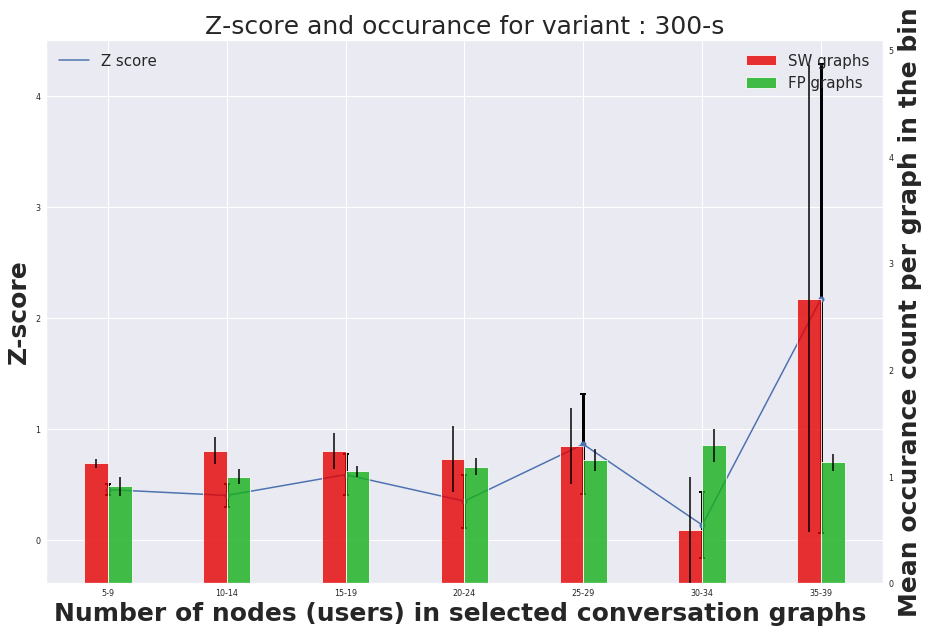 Z-score and occurance for variant : 300-s
Z score
SW graphs
FP graphs
Z-score
4
3
2
1
0
5
4
3
2
1
0
Mean occurance count per graph in the bin
5-9 10-14 15-19 20-24 25-29 30-34 35-39
Number of nodes (users) in selected conversation graphs